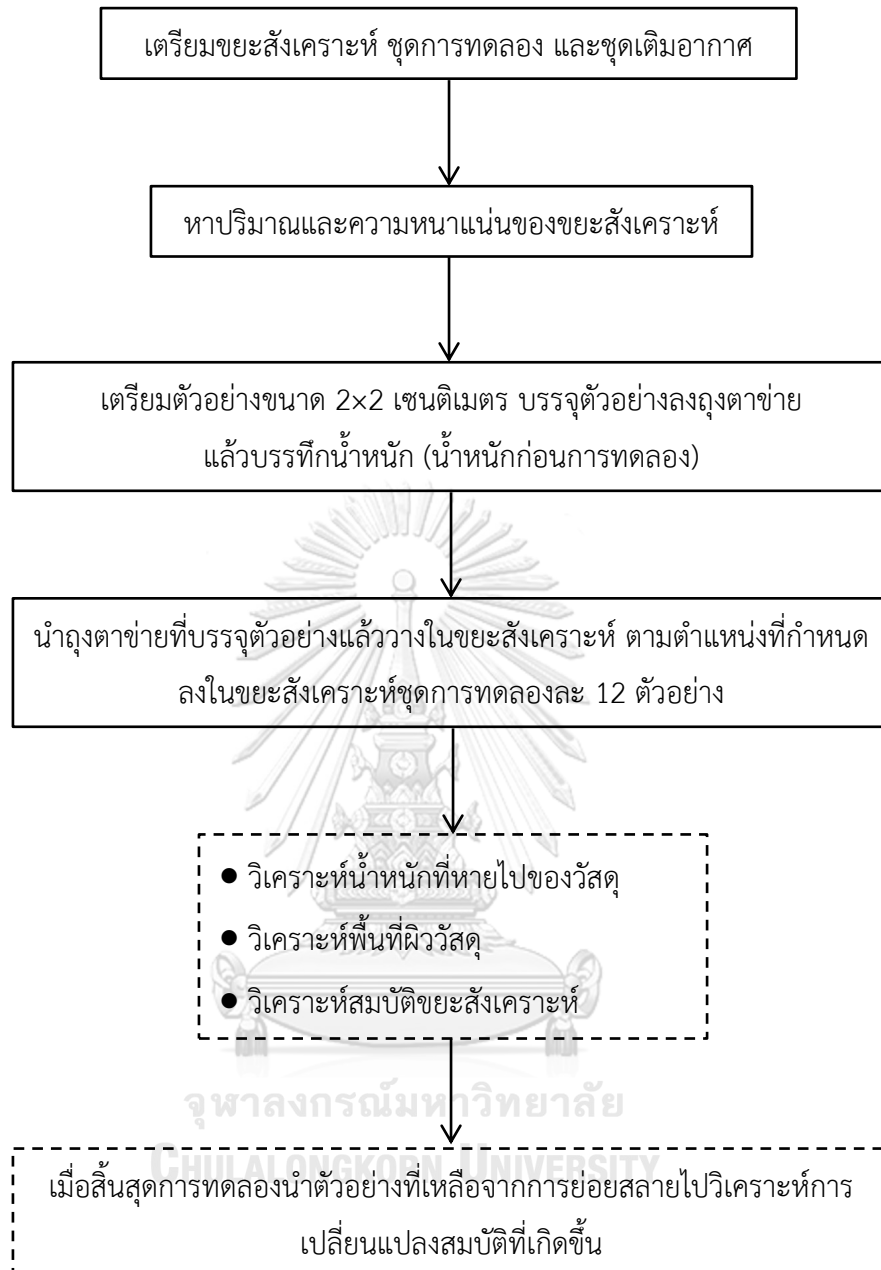 เตรียมขยะสังเคราะห์ ชุดการทดลอง และชุดเติมอากาศ
หาปริมาณและความหนาแน่นของขยะสังเคราะห์
เตรียมตัวอย่างขนาด 2×2 เซนติเมตร บรรจุตัวอย่างลงถุงตาข่าย
แล้วบรรทึกน้ำหนัก (น้ำหนักก่อนการทดลอง)
นำถุงตาข่ายที่บรรจุตัวอย่างแล้ววางในขยะสังเคราะห์ ตามตำแหน่งที่กำหนด
ลงในขยะสังเคราะห์ชุดการทดลองละ 12 ตัวอย่าง
● วิเคราะห์น้ำหนักที่หายไปของวัสดุ
● วิเคราะห์พื้นที่ผิววัสดุ
● วิเคราะห์สมบัติขยะสังเคราะห์
จุฬาลงกรณ์มหาวิทยาลัย
CHULALONGKORN UNIVERSITY
เมื่อสิ้นสุดการทดลองนำตัวอย่างที่เหลือจากการย่อยสลายไปวิเคราะห์การ
เปลี่ยนแปลงสมบัติที่เกิดขึ้น